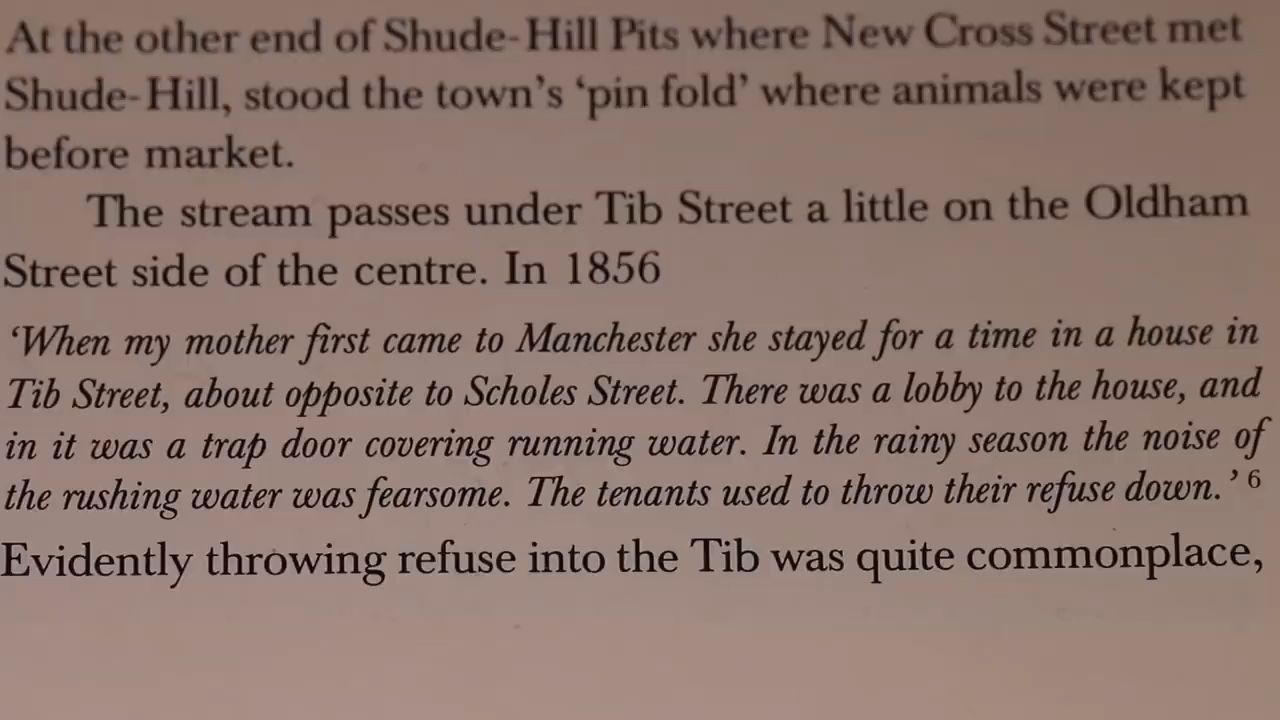 At the other end of Shude-Hill Pits where New Cross Street met
Shude-Hill, stood the town’s ‘pin fold’ where animals were kept
before market.
The stream passes under Tib Street a little on the Oldham
Street side of the centre. In 1856
‘When my mother first came to Manchester she stayed for a time in a house in
Tib Street, about opposite to Scholes Street. There was a lobby to the house, and
in it was a trap door covering running water. In the rainy season the noise of
the rushing water was fearsome. The tenants used to throw their refuse down.’ 6
Evidently throwing refuse into the Tib was quite commonplace,